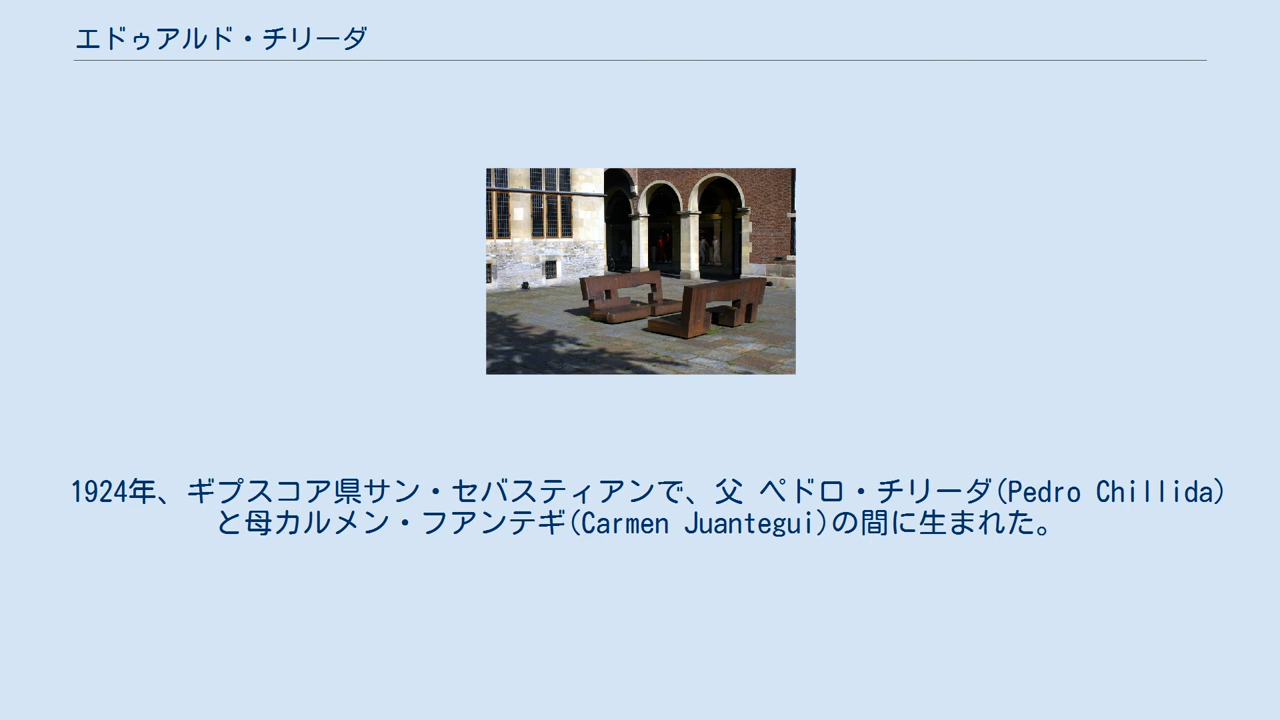 エドゥアルド・チリーダ
1924年、ギプスコア県サン・セバスティアンで、父 ペドロ・チリーダ(Pedro Chillida)
と母カルメン・フアンテギ(Carmen Juantegui)の間に生まれた。